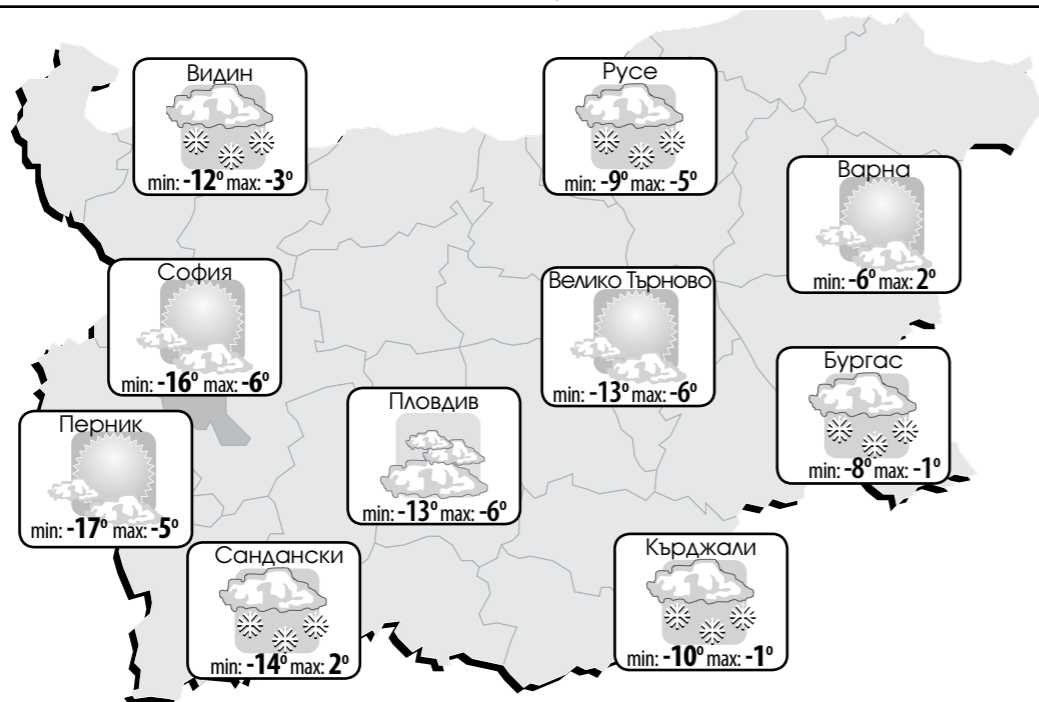 Видин
min: -12° max: -3°
Русе
min: -9° max: -5°
Варна
min: -6° max: 2°
София
min: -16° max: -6°
Велико Търново
min: -13° max: -6°
Бургас
min: -8° max: -1°
Пловдив
min: -13° max: -6°
Перник
min: -17° max: -5°
Сандански
min: -14° max: 2°
Кърджали
min: -10° max: -1°